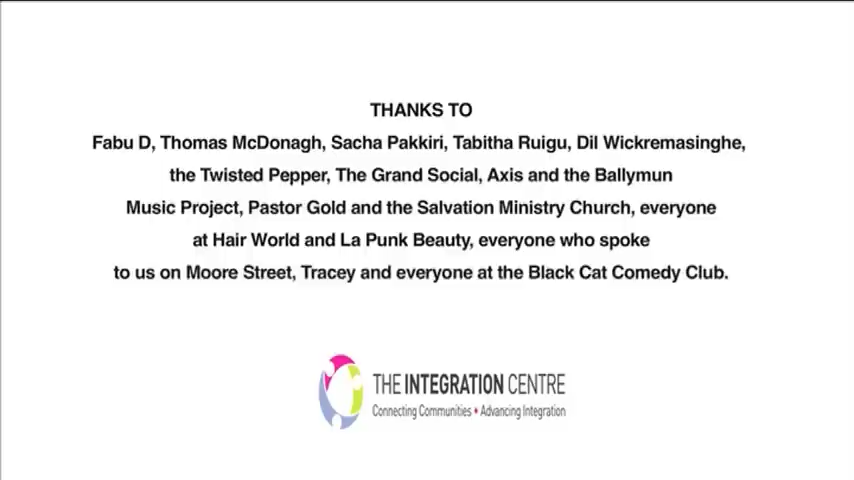 THANKS TO
Fabu D, Thomas McDonagh, Sacha Pakkiri, Tabitha Ruigu, Dil Wickremasinghe,
the Twisted Pepper, The Grand Social, Axis and the Ballymun
Music Project, Pastor Gold and the Salvation Ministry Church, everyone
at Hair World and La Punk Beauty, everyone who spoke
to us on Moore Street, Tracey and everyone at the Black Cat Comedy Club.
THE INTEGRATION CENTRE
Connecting Communities • Advancing Integration